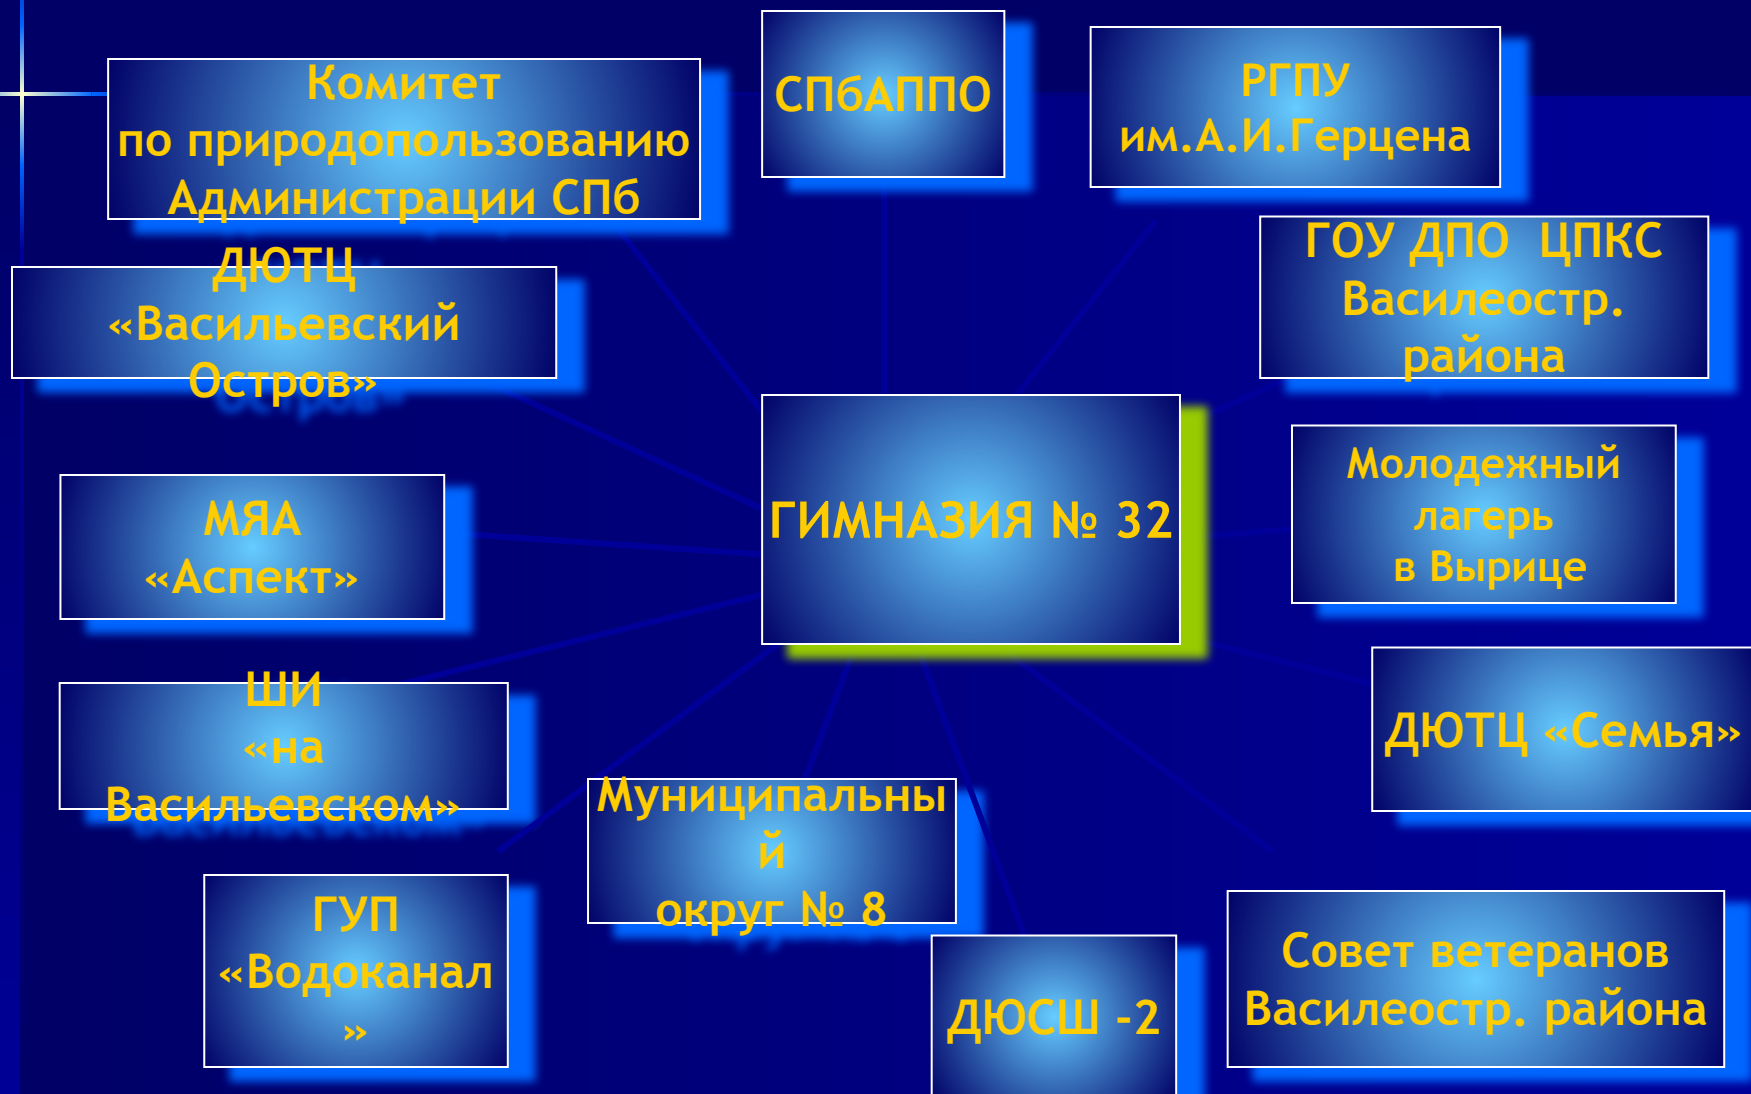 Комитет
по природопользованию
Администрации СПб
СПбАППО
РГПУ
им.А.И.Герцена
ДЮТЦ
«Васильевский
Остров»
ГОУ ДПО ЦПКС
Василеостр.
района
МЯА
«Аспект»
ГИМНАЗИЯ № 32
Молодежный
лагерь
в Вырице
ШИ
«на
Васильевском»
ДЮТЦ «Семья»
Муниципальны
й
округ № 8
ГУП
«Водоканал
»
ДЮСШ -2
Совет ветеранов
Василеостр. района